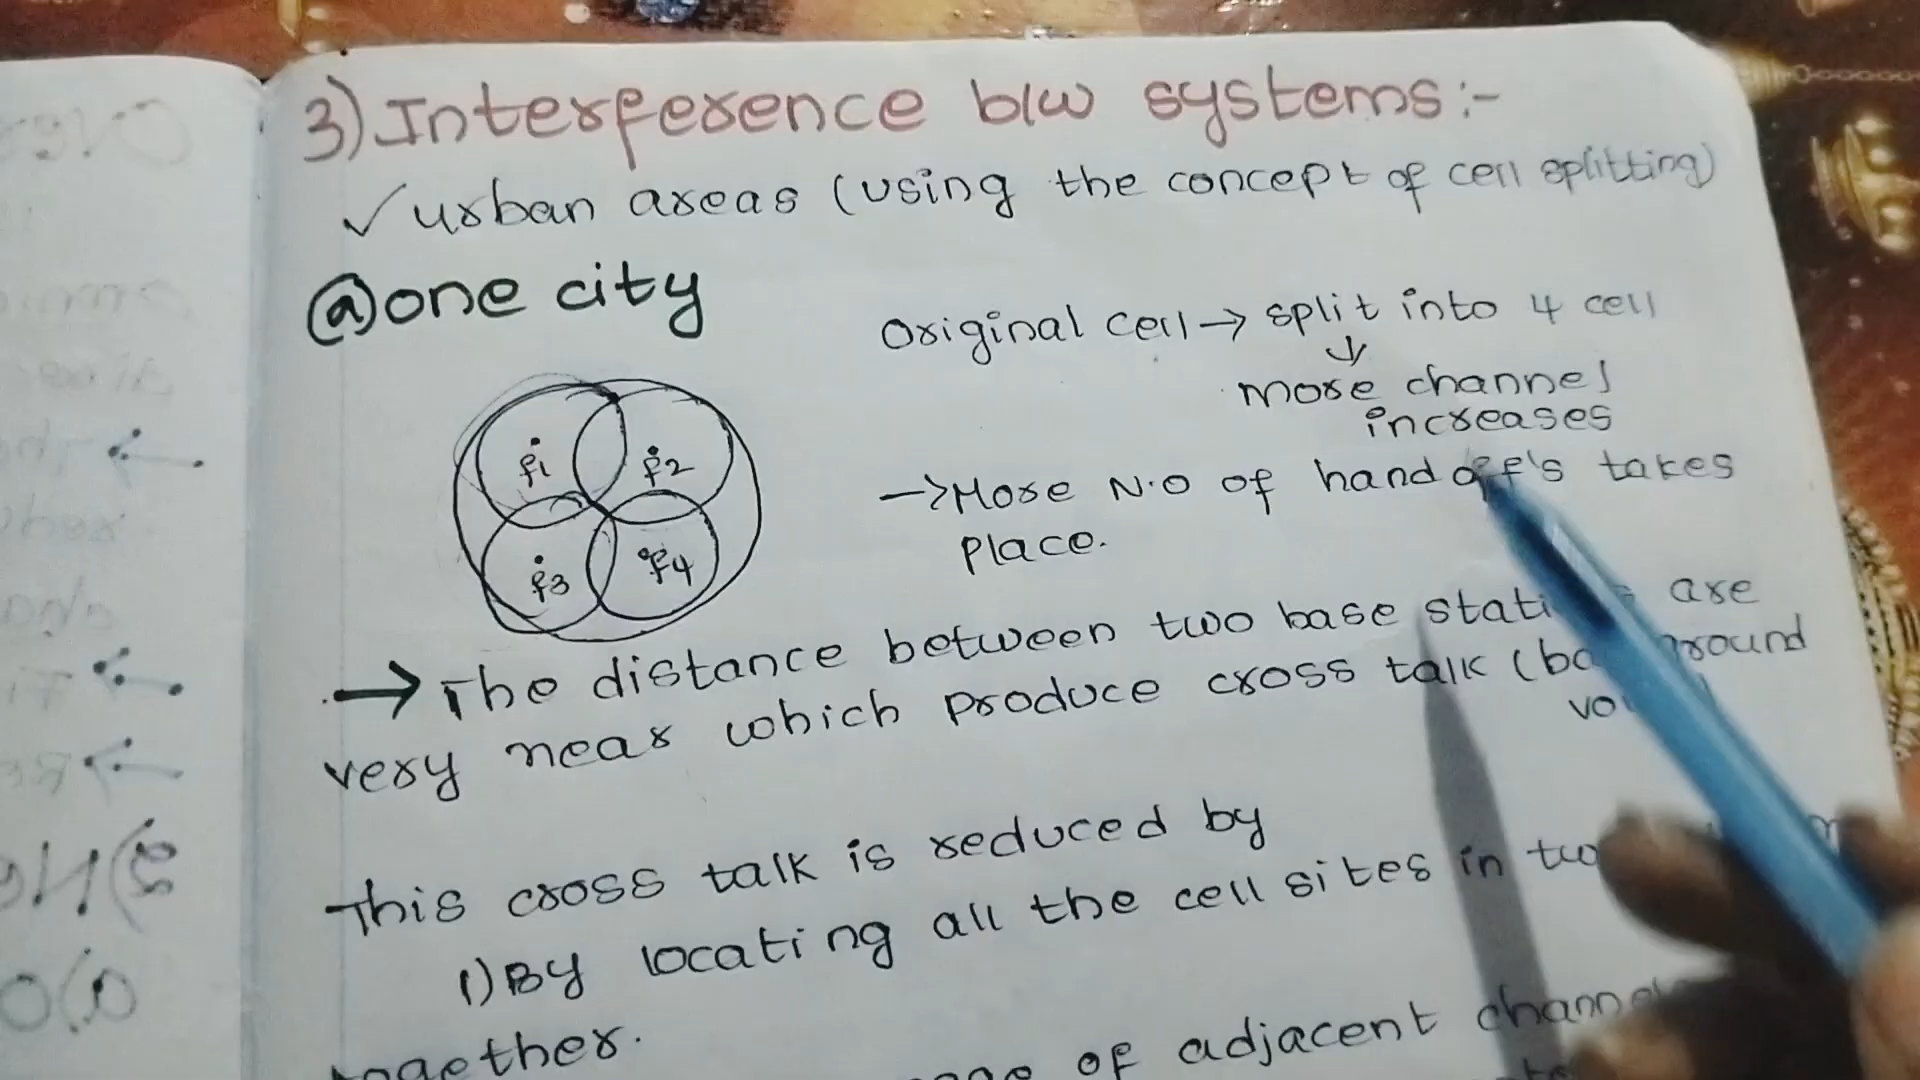 3) Interference b/w systems:-
✓ urban areas (using the concept of cell splitting)
(a) one city
Original cell → split into 4 cell
↓
more channel
increases
f1
f2
f3
f4
→ More N.O of handoff's takes
place.
→ The distance between two base are
very near which produce cross talk (
This cross talk is reduced by
1) By locating all the cell sites in
together.
of adjacent